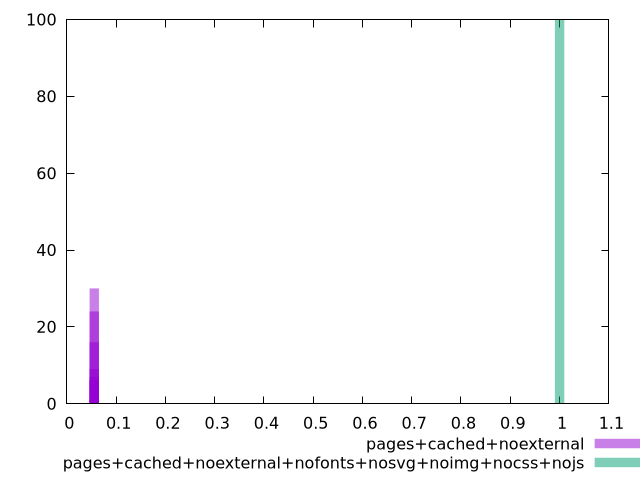 100
80
60
40
20
0
0 0.1 0.2 0.3 0.4 0.5 0.6 0.7 0.8 0.9 1 1.1
pages+cached+noexternal
pages+cached+noexternal+nofonts+nosvg+noimg+nocss+nojs